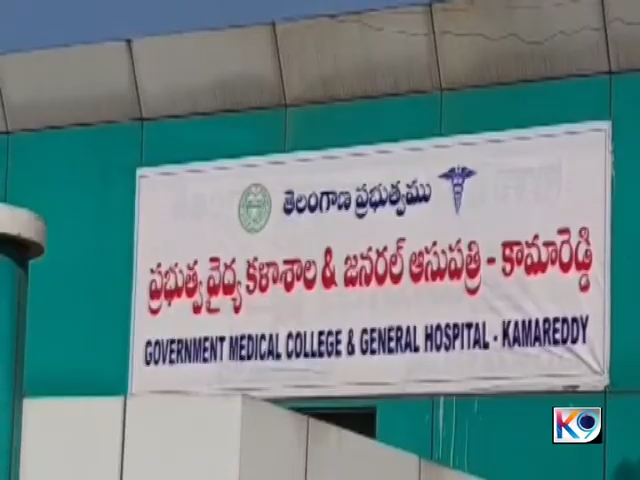 తెలంగాణ ప్రభుత్వము
ప్రభుత్వ వైద్య కళాశాల & జనరల్ ఆసుపత్రి - కామారెడ్డి
GOVERNMENT MEDICAL COLLEGE & GENERAL HOSPITAL - KAMAREDDY
K9